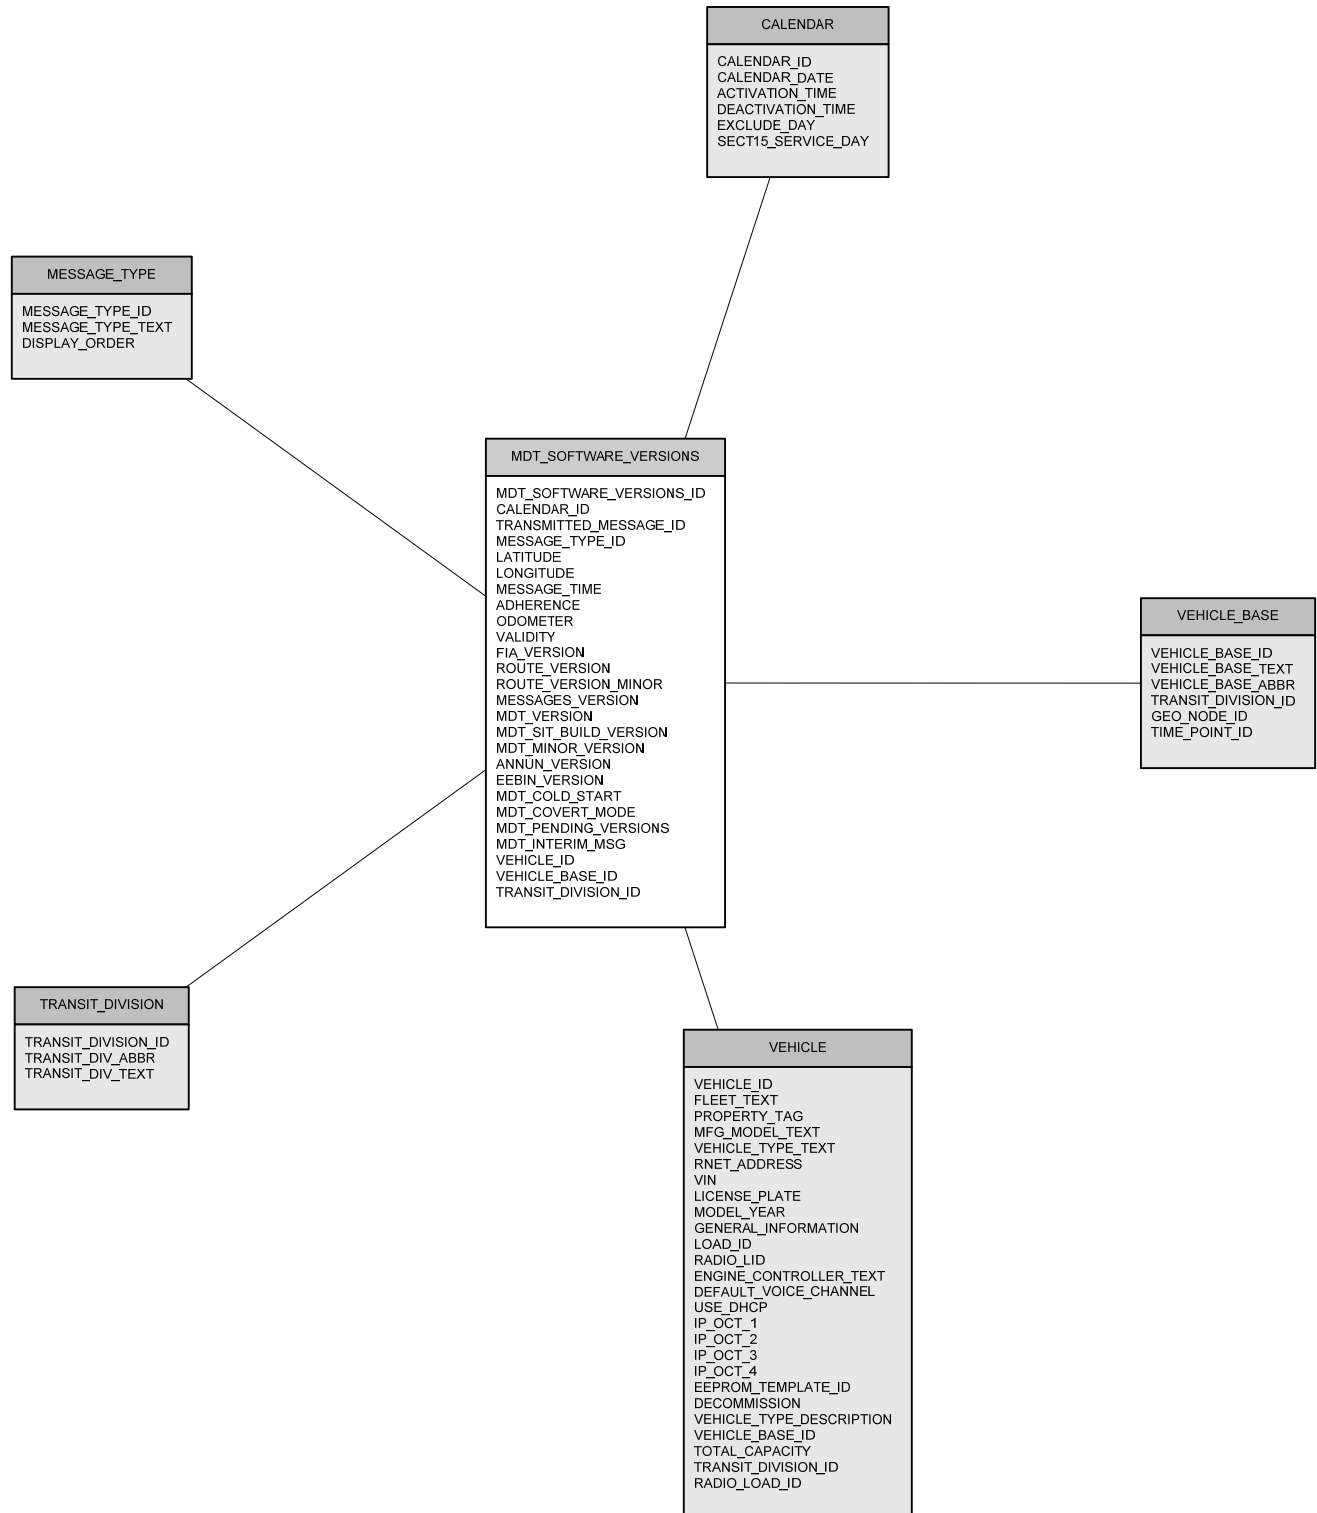 CALENDAR
CALENDAR_ID
CALENDAR_DATE
ACTIVATION_TIME
DEACTIVATION_TIME
EXCLUDE_DAY
SECT15_SERVICE_DAY
MESSAGE_TYPE
MESSAGE_TYPE_ID
MESSAGE_TYPE_TEXT
DISPLAY_ORDER
MDT_SOFTWARE_VERSIONS
MDT_SOFTWARE_VERSIONS_ID
CALENDAR_ID
TRANSMITTED_MESSAGE_ID
MESSAGE_TYPE_ID
LATITUDE
LONGITUDE
MESSAGE_TIME
ADHERENCE
ODOMETER
VALIDITY
FIA_VERSION
ROUTE_VERSION
ROUTE_VERSION_MINOR
MESSAGES_VERSION
MDT_VERSION
MDT_SIT_BUILD_VERSION
MDT_MINOR_VERSION
ANNUN_VERSION
EEBIN_VERSION
MDT_COLD_START
MDT_COVERT_MODE
MDT_PENDING_VERSIONS
MDT_INTERIM_MSG
VEHICLE_ID
VEHICLE_BASE_ID
TRANSIT_DIVISION_ID
VEHICLE_BASE
VEHICLE_BASE_ID
VEHICLE_BASE_TEXT
VEHICLE_BASE_ABBR
TRANSIT_DIVISION_ID
GEO_NODE_ID
TIME_POINT_ID
TRANSIT_DIVISION
TRANSIT_DIVISION_ID
TRANSIT_DIV_ABBR
TRANSIT_DIV_TEXT
VEHICLE
VEHICLE_ID
FLEET_TEXT
PROPERTY_TAG
MFG_MODEL_TEXT
VEHICLE_TYPE_TEXT
RNET_ADDRESS
VIN
LICENSE_PLATE
MODEL_YEAR
GENERAL_INFORMATION
LOAD_ID
RADIO_LID
ENGINE_CONTROLLER_TEXT
DEFAULT_VOICE_CHANNEL
USE_DHCP
IP_OCT_1
IP_OCT_2
IP_OCT_3
IP_OCT_4
EEPROM_TEMPLATE_ID
DECOMMISSION
VEHICLE_TYPE_DESCRIPTION
VEHICLE_BASE_ID
TOTAL_CAPACITY
TRANSIT_DIVISION_ID
RADIO_LOAD_ID